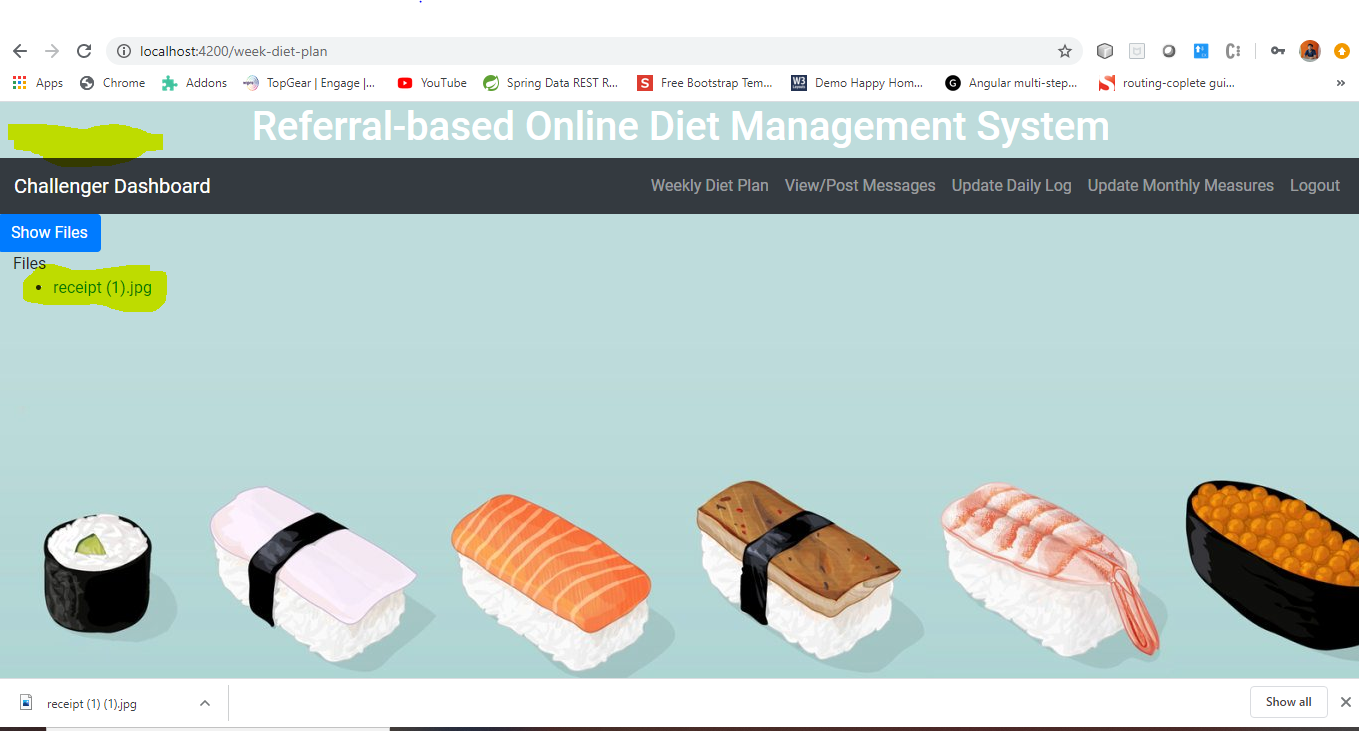 localhost:4200/week-diet-plan
Apps Chrome Addons TopGear | Engage |... YouTube Spring Data REST R... Free Bootstrap Tem... W3 Demo Happy Hom... Angular multi-step... routing-coplete gui... »
Referral-based Online Diet Management System
Challenger Dashboard Weekly Diet Plan View/Post Messages Update Daily Log Update Monthly Measures Logout
Show Files
Files
• receipt (1).jpg
receipt (1) (1).jpg Show all